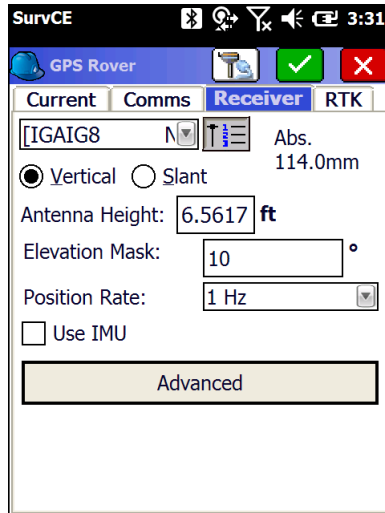 SurvCE 3:31
GPS Rover
Current Comms Receiver RTK
[IGAIG8 N Abs.
114.0mm
Vertical Slant
Antenna Height: 6.5617 ft
Elevation Mask: 10 °
Position Rate: 1 Hz
Use IMU
Advanced